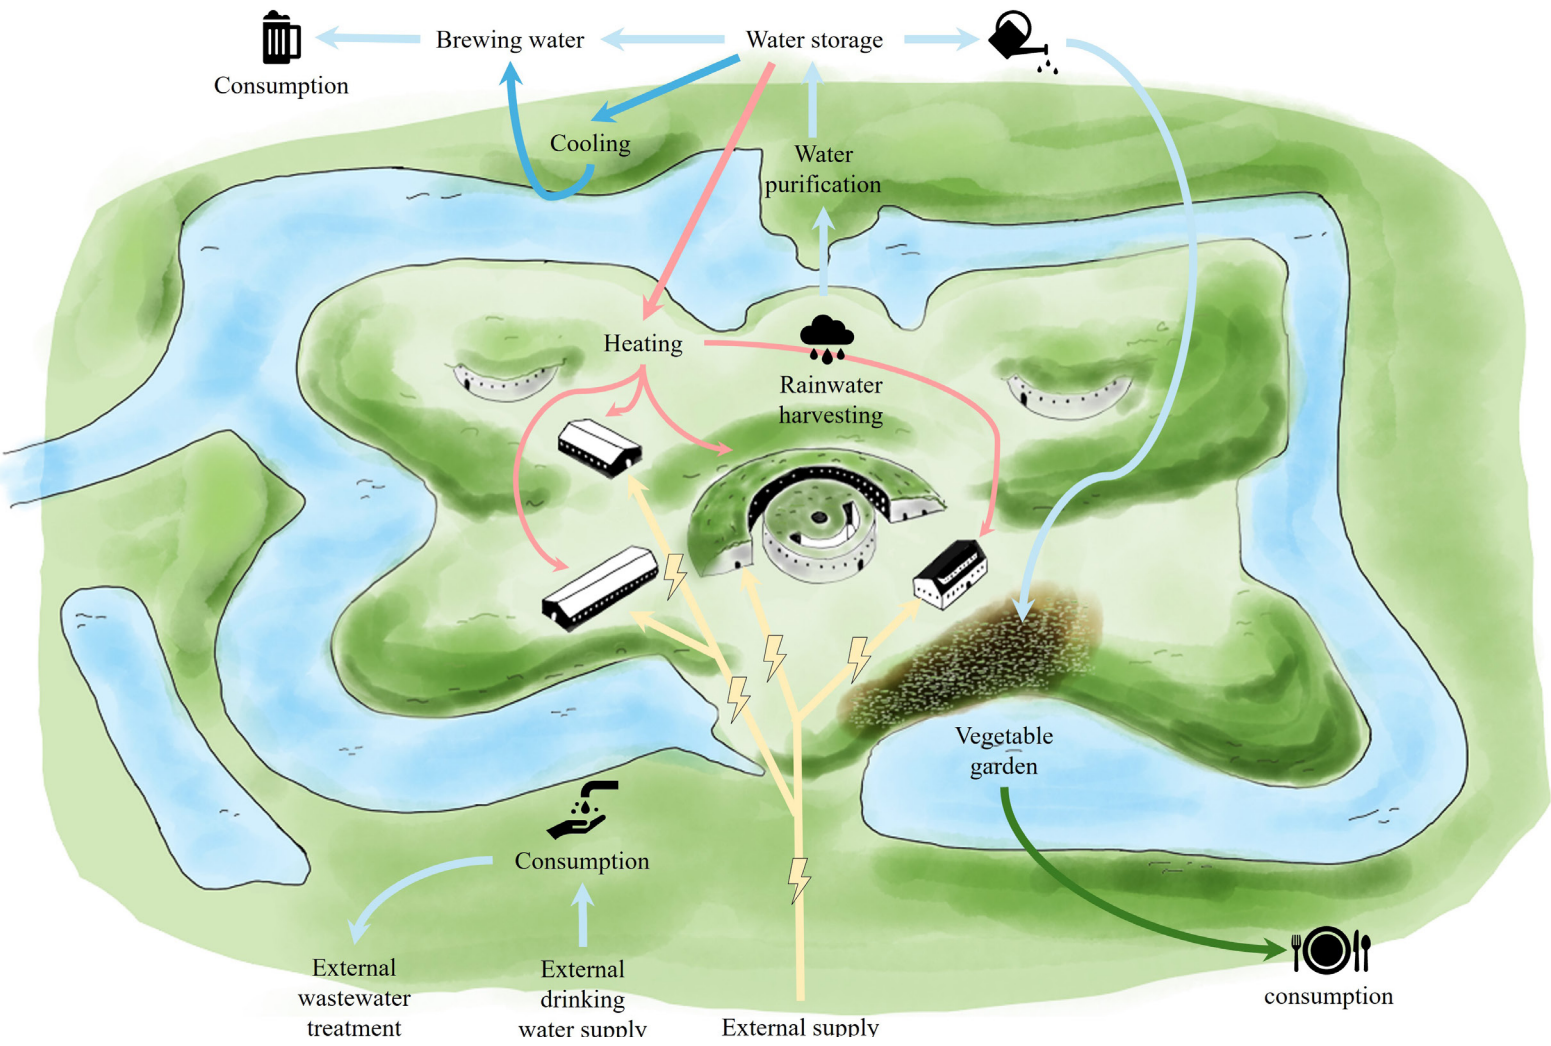 Brewing water
Water storage
Consumption
Cooling
Water
purification
Heating
Rainwater
harvesting
Vegetable
garden
Consumption
External
wastewater
treatment
External
drinking
water supply
External supply
consumption